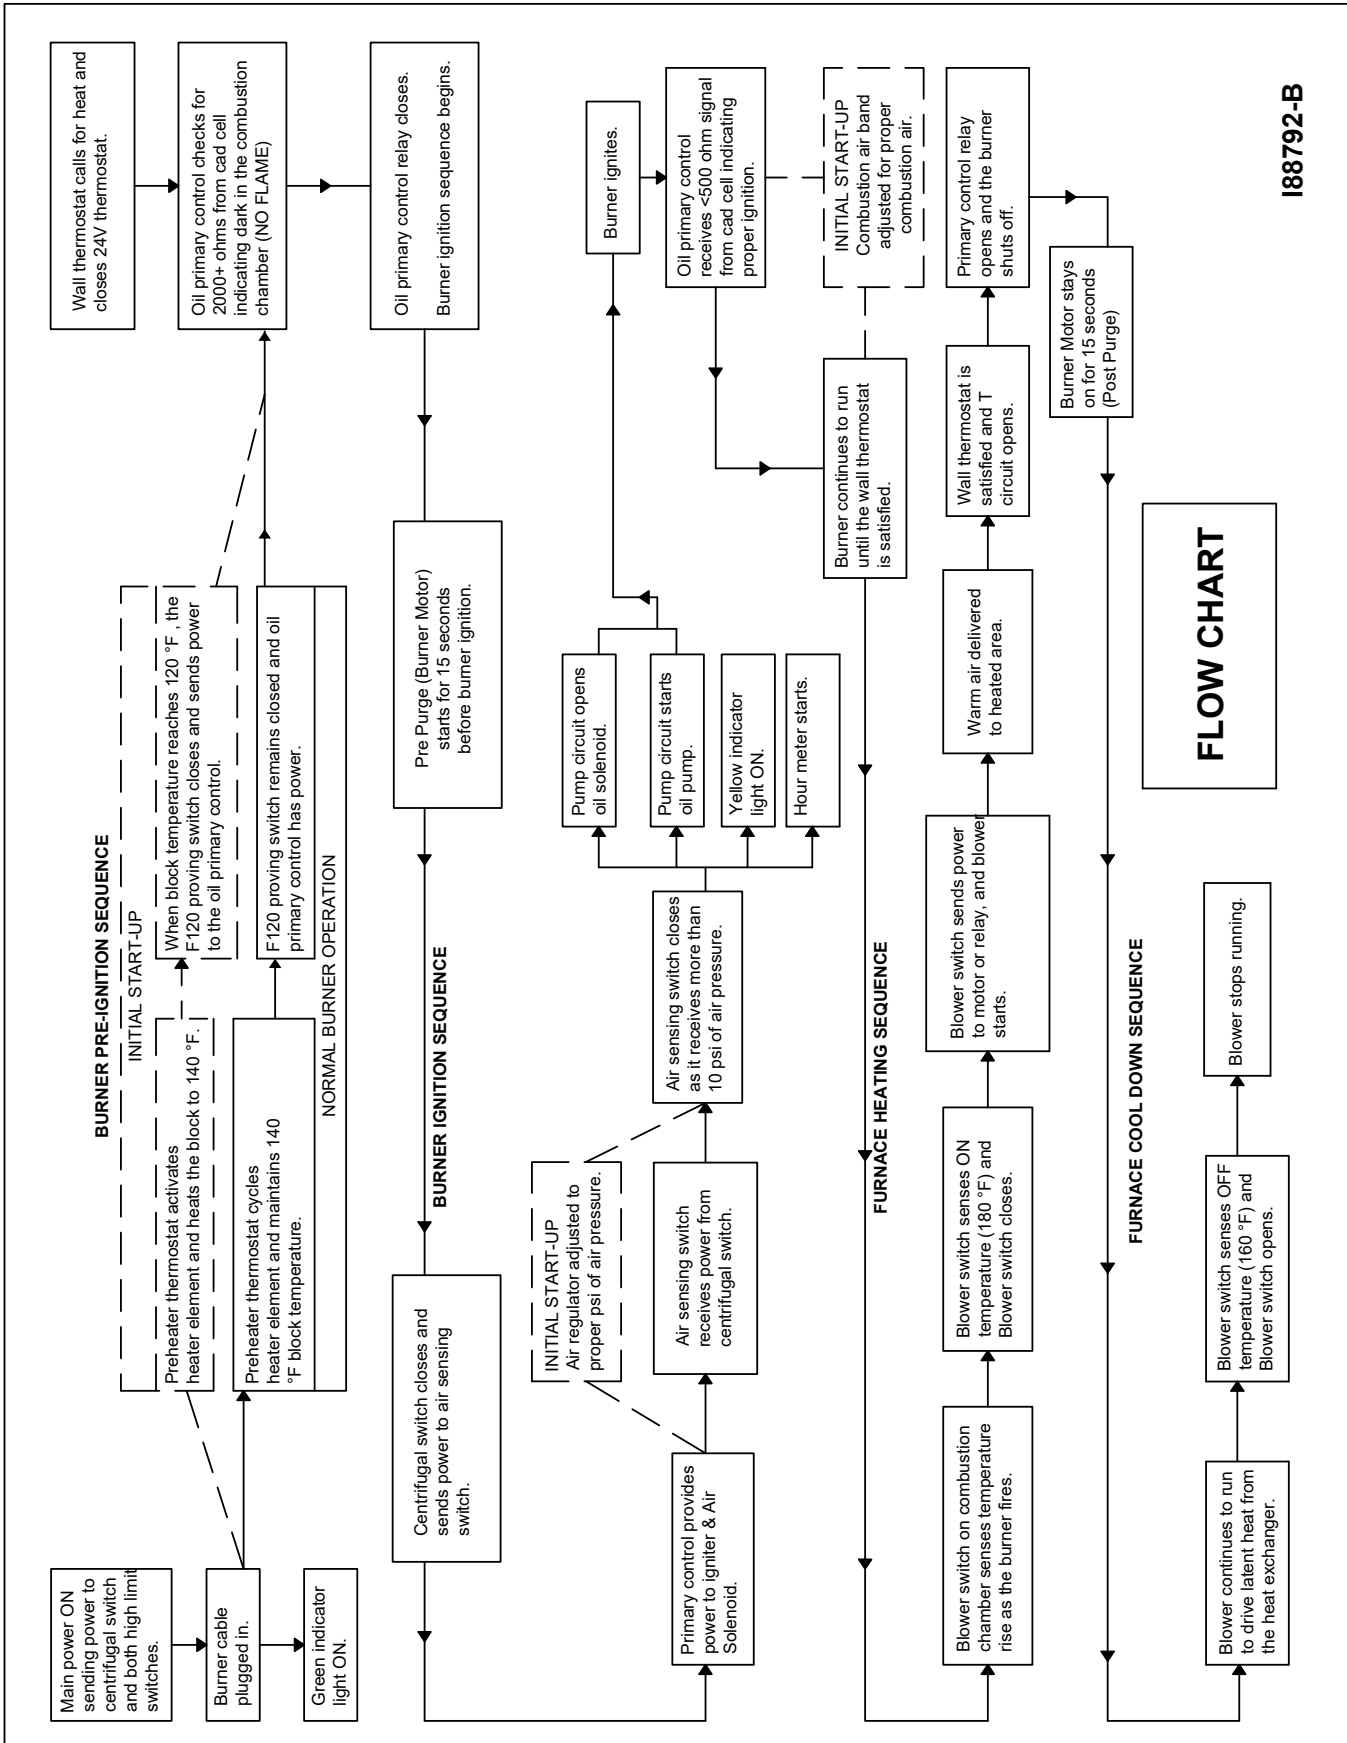 BURNER PRE-IGNITION SEQUENCE
Main power ON
sending power to
centrifugal switch
and both high limit
switches.
Burner cable
plugged in.
Green indicator
light ON.
INITIAL START-UP
Preheater thermostat activates
heater element and heats the block to 140 °F.
When block temperature reaches 120 °F , the
F120 proving switch closes and sends power
to the oil primary control.
Preheater thermostat cycles
heater element and maintains 140
°F block temperature.
F120 proving switch remains closed and oil
primary control has power.
NORMAL BURNER OPERATION
Wall thermostat calls for heat and
closes 24V thermostat.
Oil primary control checks for
2000+ ohms from cad cell
indicating dark in the combustion
chamber (NO FLAME)
Oil primary control relay closes.
Burner ignition sequence begins.
BURNER IGNITION SEQUENCE
Pre Purge (Burner Motor)
starts for 15 seconds
before burner ignition.
Centrifugal switch closes and
sends power to air sensing
switch.
Primary control provides
power to igniter & Air
Solenoid.
INITIAL START-UP
Air regulator adjusted to
proper psi of air pressure.
Air sensing switch
receives power from
centrifugal switch.
Air sensing switch closes
as it receives more than
10 psi of air pressure.
Pump circuit opens
oil solenoid.
Pump circuit starts
oil pump.
Yellow indicator
light ON.
Hour meter starts.
Burner ignites.
Oil primary control
receives <500 ohm signal
from cad cell indicating
proper ignition.
INITIAL START-UP
Combustion air band
adjusted for proper
combustion air.
Burner continues to run
until the wall thermostat
is satisfied.
FURNACE HEATING SEQUENCE
Blower switch on combustion
chamber senses temperature
rise as the burner fires.
Blower switch senses ON
temperature (180 °F) and
Blower switch closes.
Blower switch sends power
to motor or relay, and blower
starts.
Warm air delivered
to heated area.
Wall thermostat is
satisfied and T
circuit opens.
Primary control relay
opens and the burner
shuts off.
Burner Motor stays
on for 15 seconds
(Post Purge)
FURNACE COOL DOWN SEQUENCE
Blower continues to run
to drive latent heat from
the heat exchanger.
Blower switch senses OFF
temperature (160 °F) and
Blower switch opens.
Blower stops running.
FLOW CHART
I88792-B